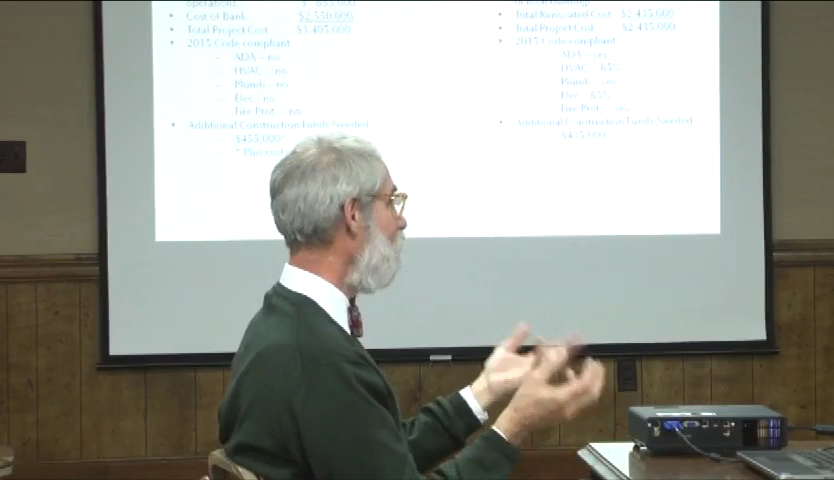 Cost of Bank $2,550,000
Total Project Cost $3,405,000
2015 Code compliant
– ADA – no
– HVAC – no
– Plumb – no
– Elec – no
– Fire Prot. – no
Additional Construction Funds Needed
– $455,000*
– * Plus cost
Total Renovated Cost $2,435,000
Total Project Cost $2,435,000
2015 Code compliant
ADA – yes
HVAC – 65%
Plumb – yes
Elec – 65%
Fire Prot. – yes
Additional Construction Funds Needed
$435,000